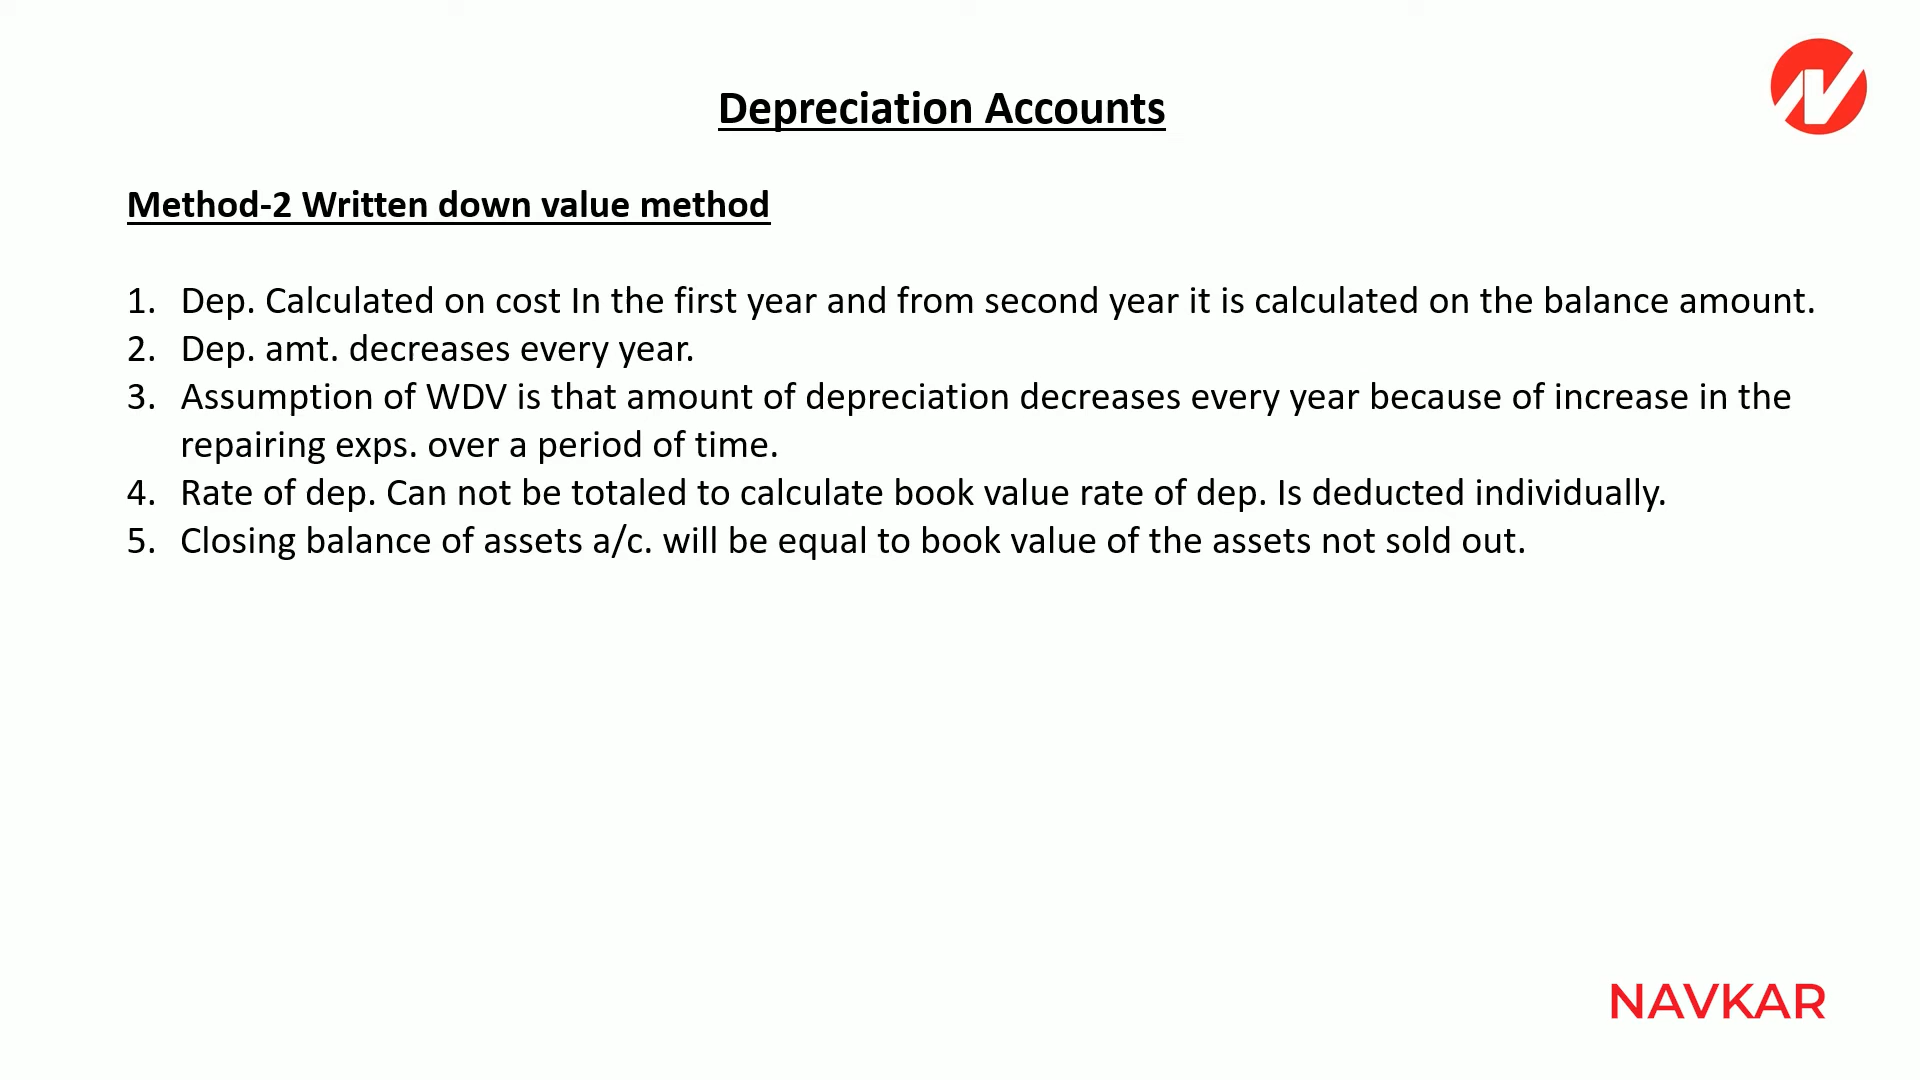 Depreciation Accounts
Method-2 Written down value method
1. Dep. Calculated on cost In the first year and from second year it is calculated on the balance amount.
2. Dep. amt. decreases every year.
3. Assumption of WDV is that amount of depreciation decreases every year because of increase in the
repairing exps. over a period of time.
4. Rate of dep. Can not be totaled to calculate book value rate of dep. Is deducted individually.
5. Closing balance of assets a/c. will be equal to book value of the assets not sold out.
NAVKAR